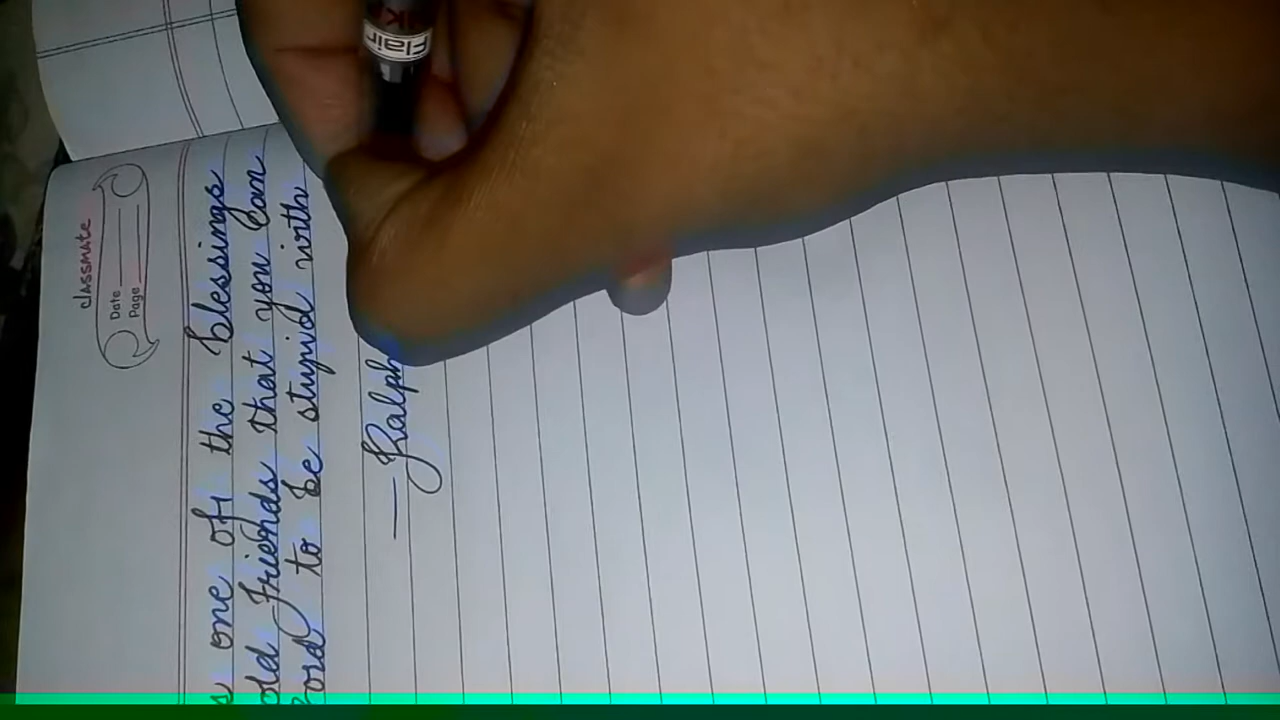 classmate
Date
Page
s one of the blessings
old Friends that you can
ord to be stupid with
— Ralph
Flair